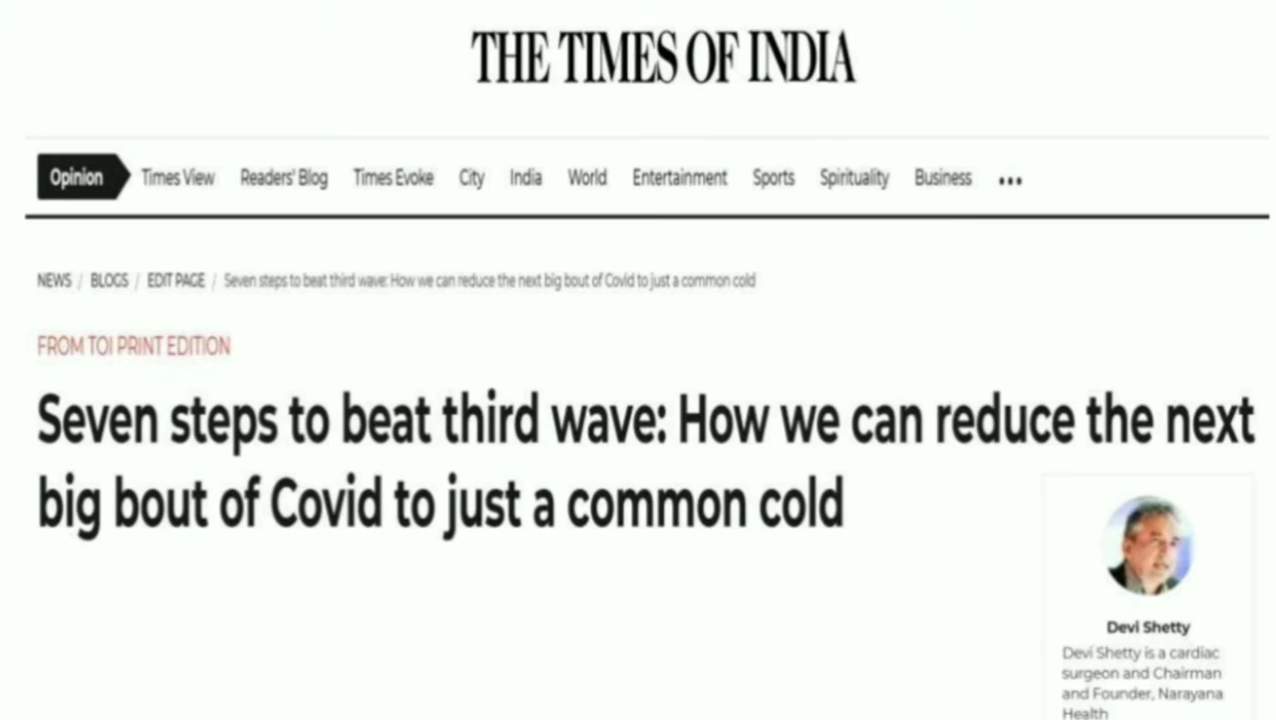 THE TIMES OF INDIA
Opinion Times View Readers' Blog Times Evoke City India World Entertainment Sports Spirituality Business •••
NEWS / BLOGS / EDIT PAGE / Seven steps to beat third wave: How we can reduce the next big bout of Covid to just a common cold
FROM TOI PRINT EDITION
Seven steps to beat third wave: How we can reduce the next
big bout of Covid to just a common cold
Devi Shetty
Devi Shetty is a cardiac
surgeon and Chairman
and Founder, Narayana
Health